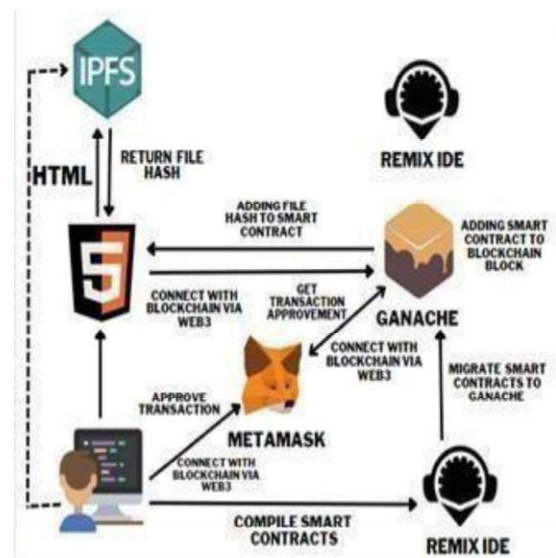 IPFS
REMIX IDE
RETURN FILE
HASH
HTML
5
ADDING FILE
HASH TO SMART
CONTRACT
ADDING SMART
CONTRACT TO
BLOCKCHAIN
BLOCK
CONNECT WITH
BLOCKCHAIN VIA
WEB3
GET
TRANSACTION
APPROVEMENT
GANACHE
CONNECT WITH
BLOCKCHAIN VIA
WEB3
MIGRATE SMART
CONTRACTS TO
GANACHE
APPROVE
TRANSACTION
METAMASK
CONNECT WITH
BLOCKCHAIN VIA
WEB3
COMPILE SMART
CONTRACTS
REMIX IDE